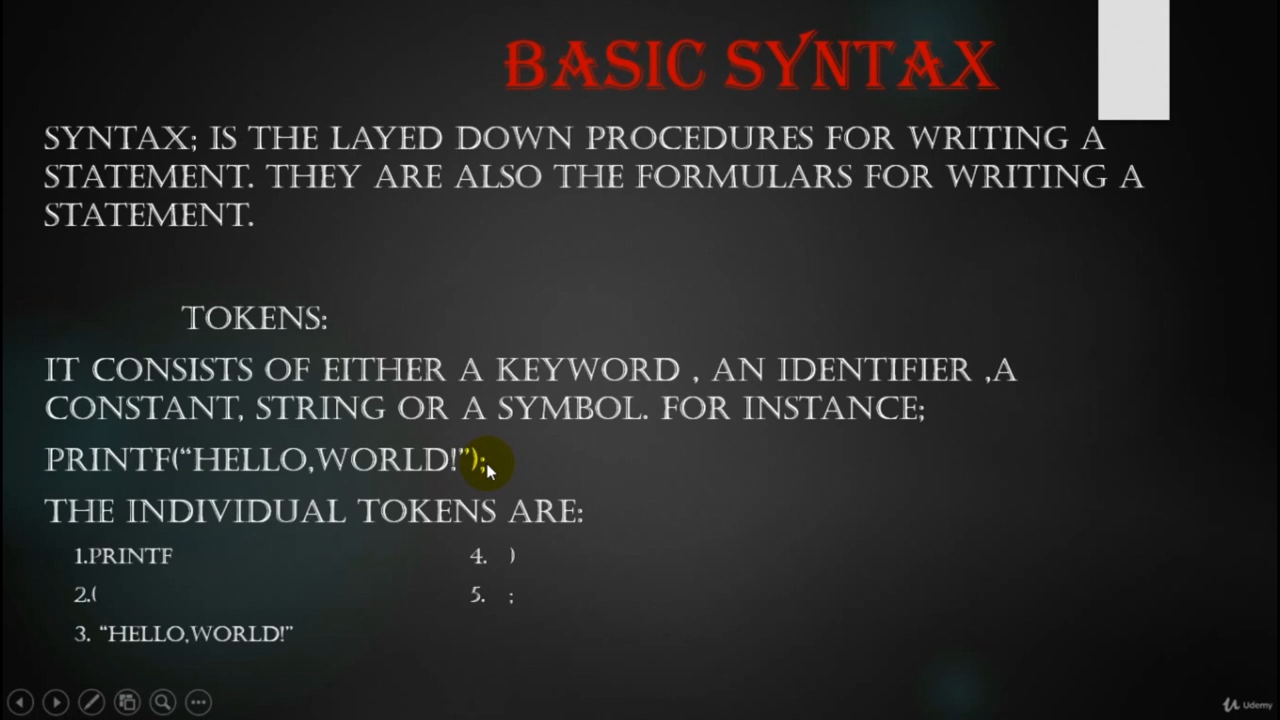 BASIC SYNTAX
SYNTAX; IS THE LAYED DOWN PROCEDURES FOR WRITING A
STATEMENT. THEY ARE ALSO THE FORMULARS FOR WRITING A
STATEMENT.
TOKENS:
IT CONSISTS OF EITHER A KEYWORD , AN IDENTIFIER ,A
CONSTANT, STRING OR A SYMBOL. FOR INSTANCE;
PRINTF(“HELLO,WORLD!”);
THE INDIVIDUAL TOKENS ARE:
1.PRINTF
2.(
3. “HELLO,WORLD!”
4. )
5. ;
Udemy